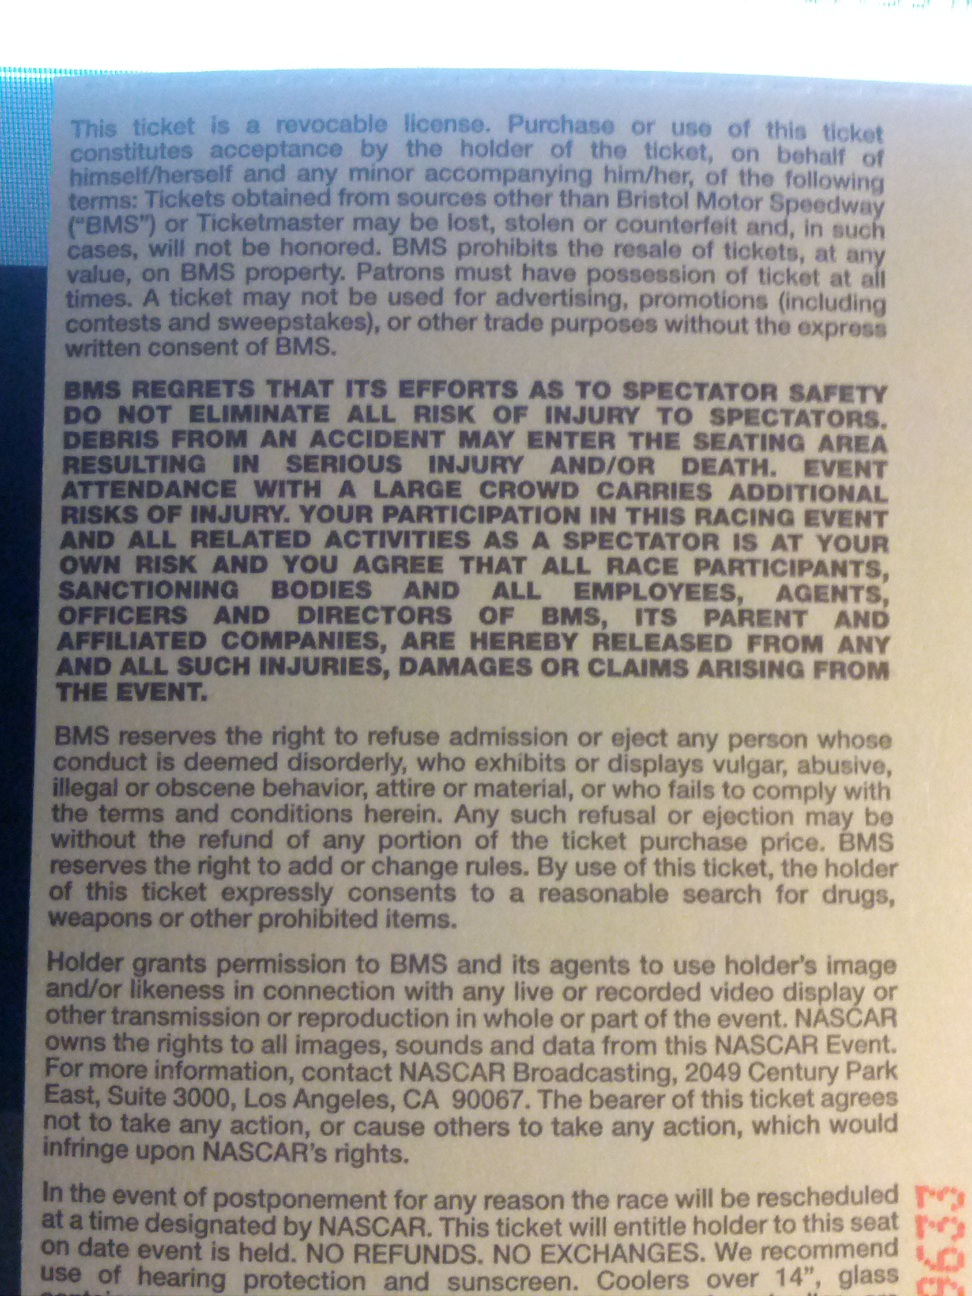 This ticket is a revocable license. Purchase or use of this ticket
constitutes acceptance by the holder of the ticket, on behalf of
himself/herself and any minor accompanying him/her, of the following
terms: Tickets obtained from sources other than Bristol Motor Speedway
("BMS") or Ticketmaster may be lost, stolen or counterfeit and, in such
cases, will not be honored. BMS prohibits the resale of tickets, at any
value, on BMS property. Patrons must have possession of ticket at all
times. A ticket may not be used for advertising, promotions (including
contests and sweepstakes), or other trade purposes without the express
written consent of BMS.
BMS REGRETS THAT ITS EFFORTS AS TO SPECTATOR SAFETY
DO NOT ELIMINATE ALL RISK OF INJURY TO SPECTATORS.
DEBRIS FROM AN ACCIDENT MAY ENTER THE SEATING AREA
RESULTING IN SERIOUS INJURY AND/OR DEATH. EVENT
ATTENDANCE WITH A LARGE CROWD CARRIES ADDITIONAL
RISKS OF INJURY. YOUR PARTICIPATION IN THIS RACING EVENT
AND ALL RELATED ACTIVITIES AS A SPECTATOR IS AT YOUR
OWN RISK AND YOU AGREE THAT ALL RACE PARTICIPANTS,
SANCTIONING BODIES AND ALL EMPLOYEES, AGENTS,
OFFICERS AND DIRECTORS OF BMS, ITS PARENT AND
AFFILIATED COMPANIES, ARE HEREBY RELEASED FROM ANY
AND ALL SUCH INJURIES, DAMAGES OR CLAIMS ARISING FROM
THE EVENT.
BMS reserves the right to refuse admission or eject any person whose
conduct is deemed disorderly, who exhibits or displays vulgar, abusive,
illegal or obscene behavior, attire or material, or who fails to comply with
the terms and conditions herein. Any such refusal or ejection may be
without the refund of any portion of the ticket purchase price. BMS
reserves the right to add or change rules. By use of this ticket, the holder
of this ticket expressly consents to a reasonable search for drugs,
weapons or other prohibited items.
Holder grants permission to BMS and its agents to use holder's image
and/or likeness in connection with any live or recorded video display or
other transmission or reproduction in whole or part of the event. NASCAR
owns the rights to all images, sounds and data from this NASCAR Event.
For more information, contact NASCAR Broadcasting, 2049 Century Park
East, Suite 3000, Los Angeles, CA 90067. The bearer of this ticket agrees
not to take any action, or cause others to take any action, which would
infringe upon NASCAR's rights.
In the event of postponement for any reason the race will be rescheduled
at a time designated by NASCAR. This ticket will entitle holder to this seat
on date event is held. NO REFUNDS. NO EXCHANGES. We recommend
use of hearing protection and sunscreen. Coolers over 14", glass
9633